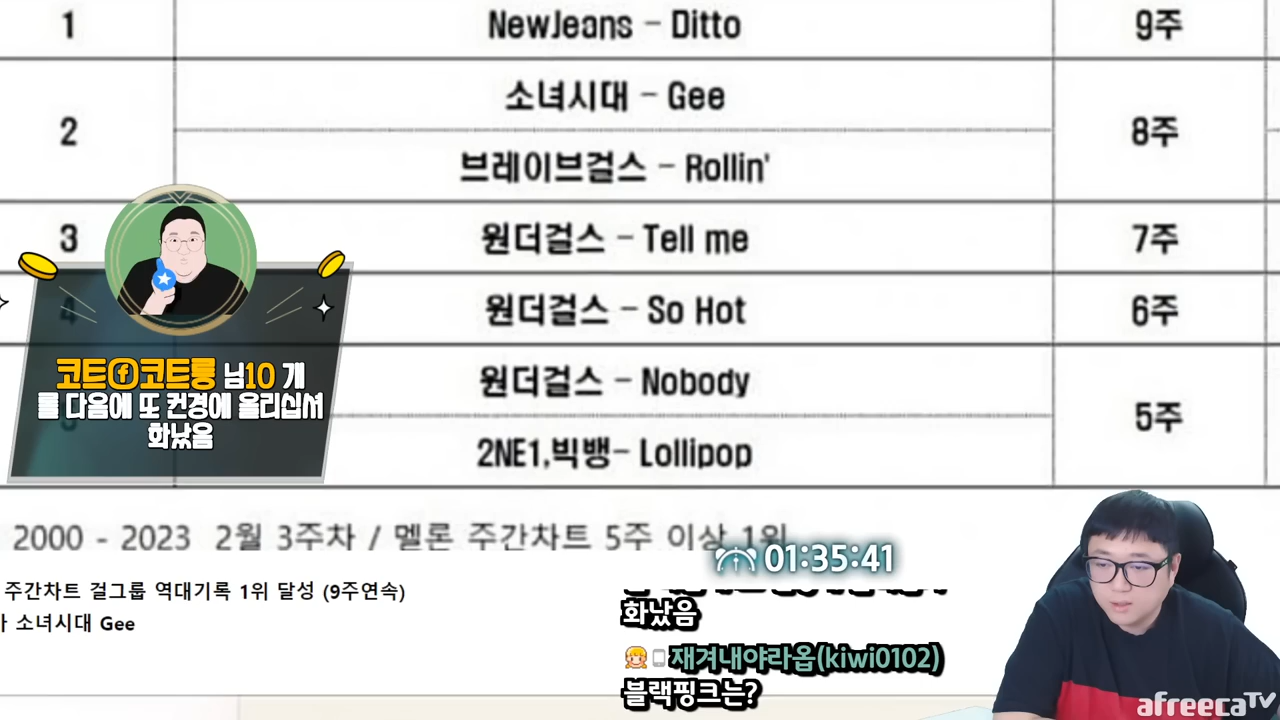 1
NewJeans - Ditto
9주
2
소녀시대 - Gee
8주
브레이브걸스 - Rollin'
3
원더걸스 - Tell me
7주
4
원더걸스 - So Hot
6주
원더걸스 - Nobody
5주
2NE1,빅뱅- Lollipop
코트ⓕ코트룽 님10 개
를 다음에 또 컨경에 올리십셔
화났음
2000 - 2023 2월 3주차 / 멜론 주간차트 5주 이상 1위
01:35:41
주간차트 걸그룹 역대기록 1위 달성 (9주연속)
소녀시대 Gee
화났음
재겨내야라옵(kiwi0102)
블랙핑크는?
afreecaTV